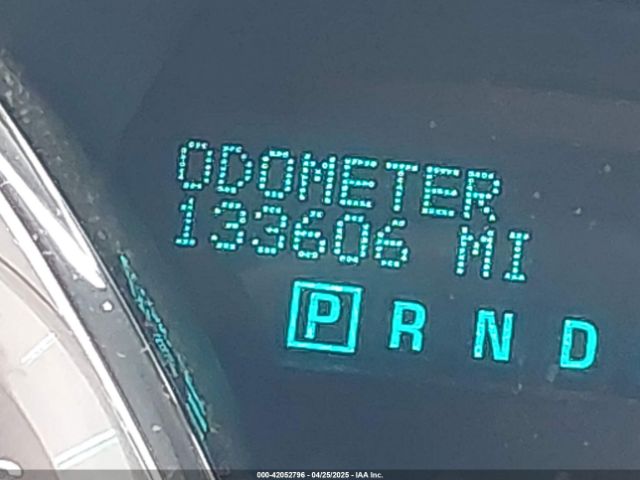 ODOMETER
133606 MI
P R N D
000-42052796 - 04/25/2025 - IAA Inc.